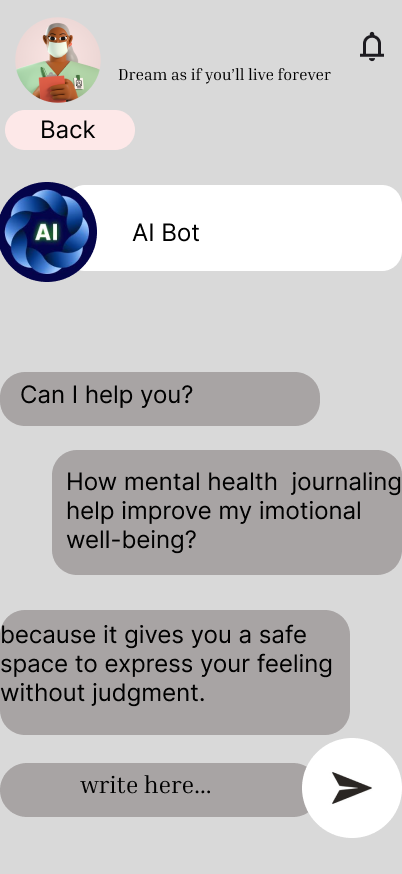 Dream as if you'll live forever
Back
AI
AI Bot
Can I help you?
How mental health  journaling
help improve my imotional
well-being?
because it gives you a safe
space to express your feeling
without judgment.
write here...